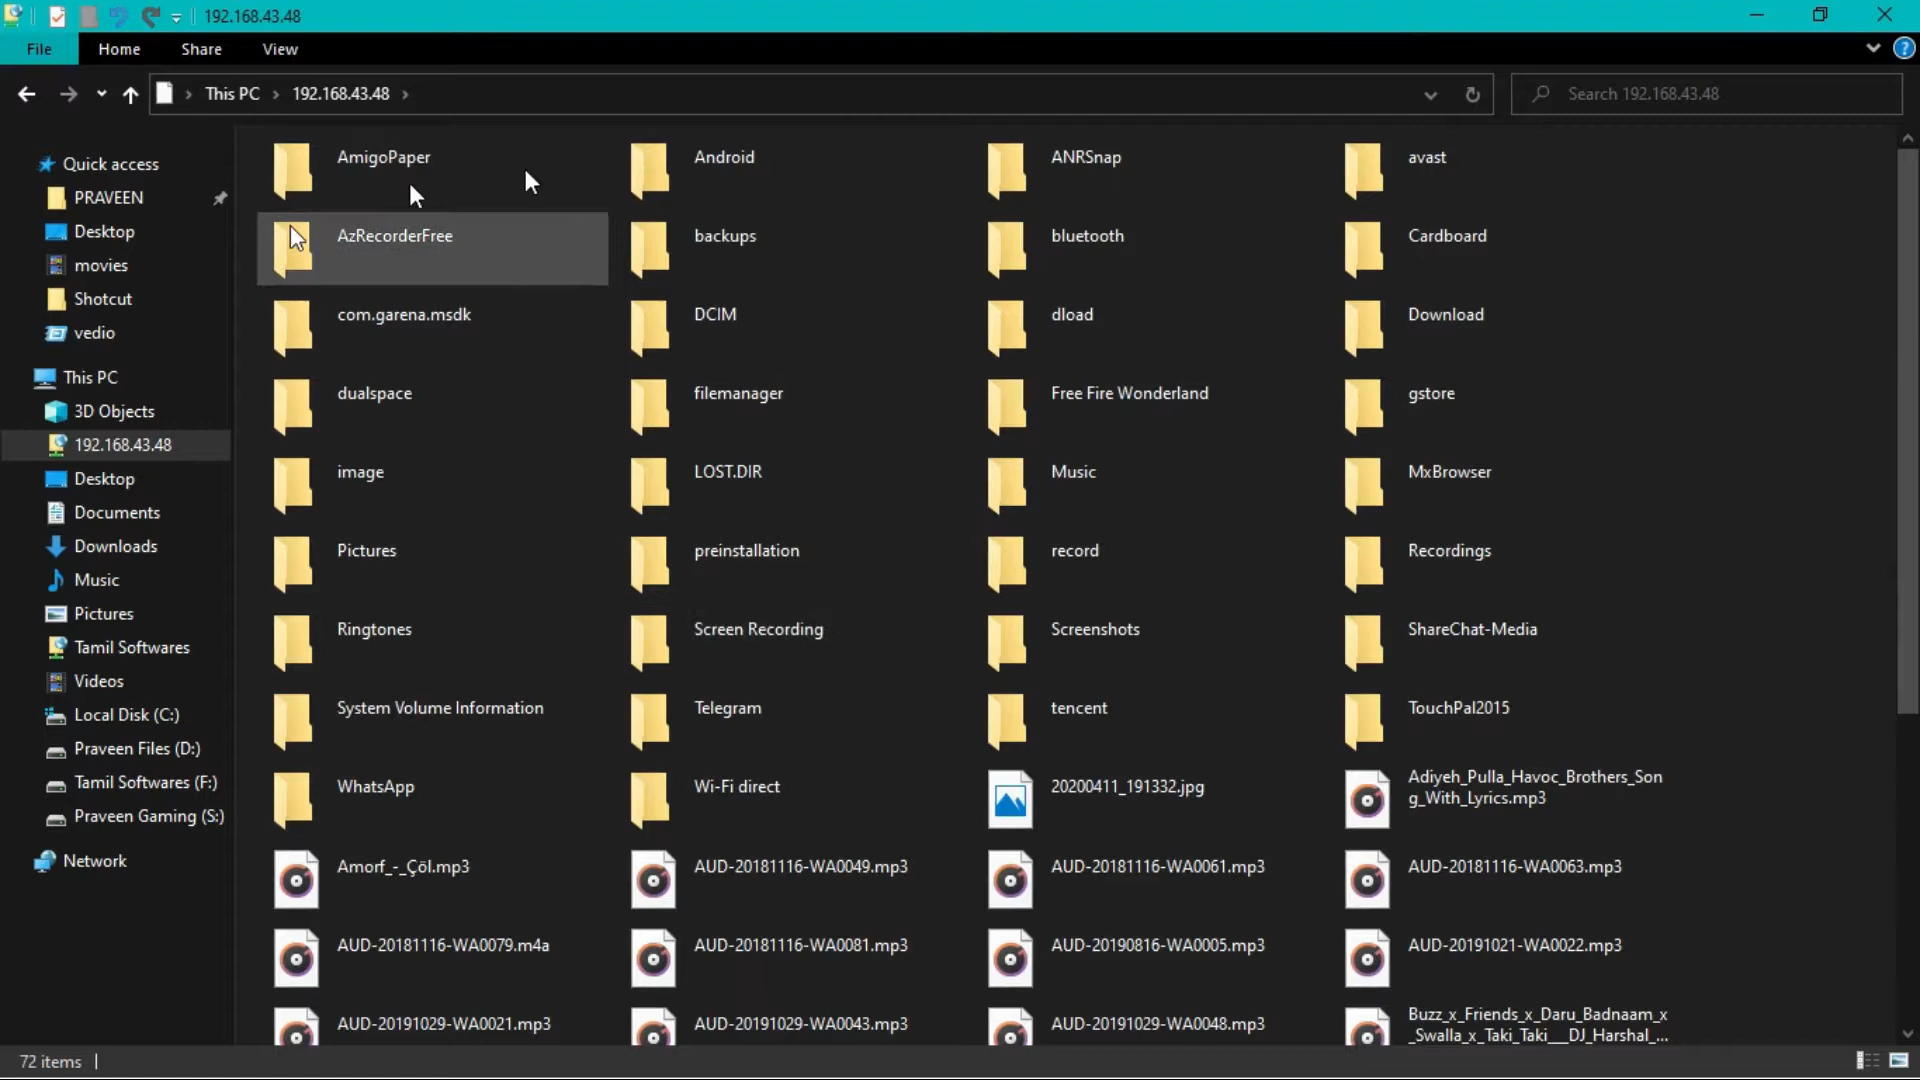 192.168.43.48
File Home Share View
This PC 192.168.43.48
Search 192.168.43.48
Quick access
PRAVEEN
Desktop
movies
Shotcut
vedio
This PC
3D Objects
192.168.43.48
Desktop
Documents
Downloads
Music
Pictures
Tamil Softwares
Videos
Local Disk (C:)
Praveen Files (D:)
Tamil Softwares (F:)
Praveen Gaming (S:)
Network
AmigoPaper Android ANRSnap avast
AzRecorderFree backups bluetooth Cardboard
com.garena.msdk DCIM dload Download
dualspace filemanager Free Fire Wonderland gstore
image LOST.DIR Music MxBrowser
Pictures preinstallation record Recordings
Ringtones Screen Recording Screenshots ShareChat-Media
System Volume Information Telegram tencent TouchPal2015
WhatsApp Wi-Fi direct 20200411_191332.jpg Adiyeh_Pulla_Havoc_Brothers_Son
g_With_Lyrics.mp3
Amorf_-_Çöl.mp3 AUD-20181116-WA0049.mp3 AUD-20181116-WA0061.mp3 AUD-20181116-WA0063.mp3
AUD-20181116-WA0079.m4a AUD-20181116-WA0081.mp3 AUD-20190816-WA0005.mp3 AUD-20191021-WA0022.mp3
AUD-20191029-WA0021.mp3 AUD-20191029-WA0043.mp3 AUD-20191029-WA0048.mp3 Buzz_x_Friends_x_Daru_Badnaam_x
_Swalla_x_Taki_Taki___DJ_Harshal_...
72 items